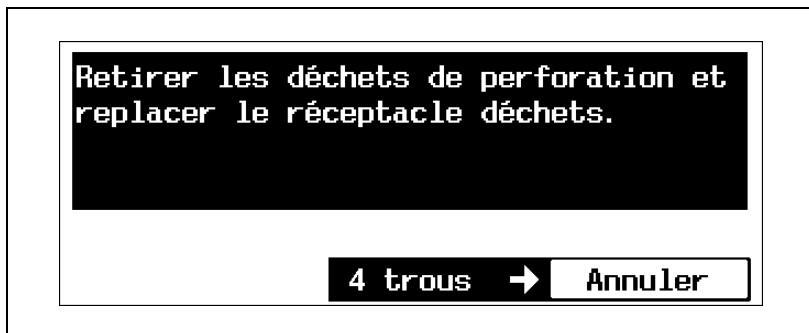 Retirer les déchets de perforation et
replacer le réceptacle déchets.
4 trous → Annuler